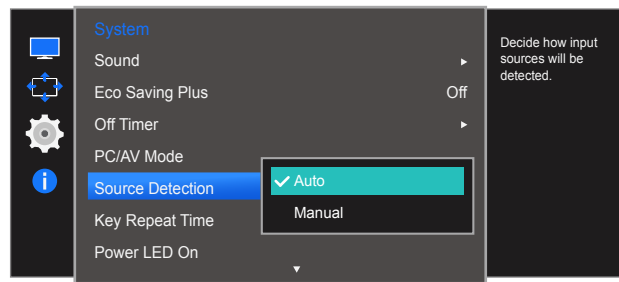 System
Sound
Eco Saving Plus Off
Off Timer
PC/AV Mode
Source Detection
Auto
Key Repeat Time
Manual
Power LED On
Decide how input
sources will be
detected.